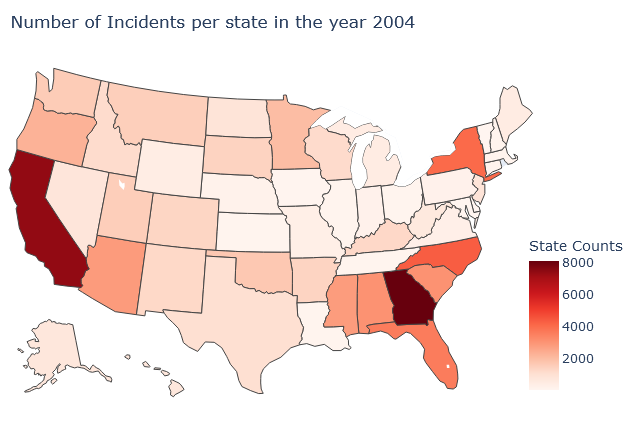 Number of Incidents per state in the year 2004
State Counts
8000
6000
4000
2000